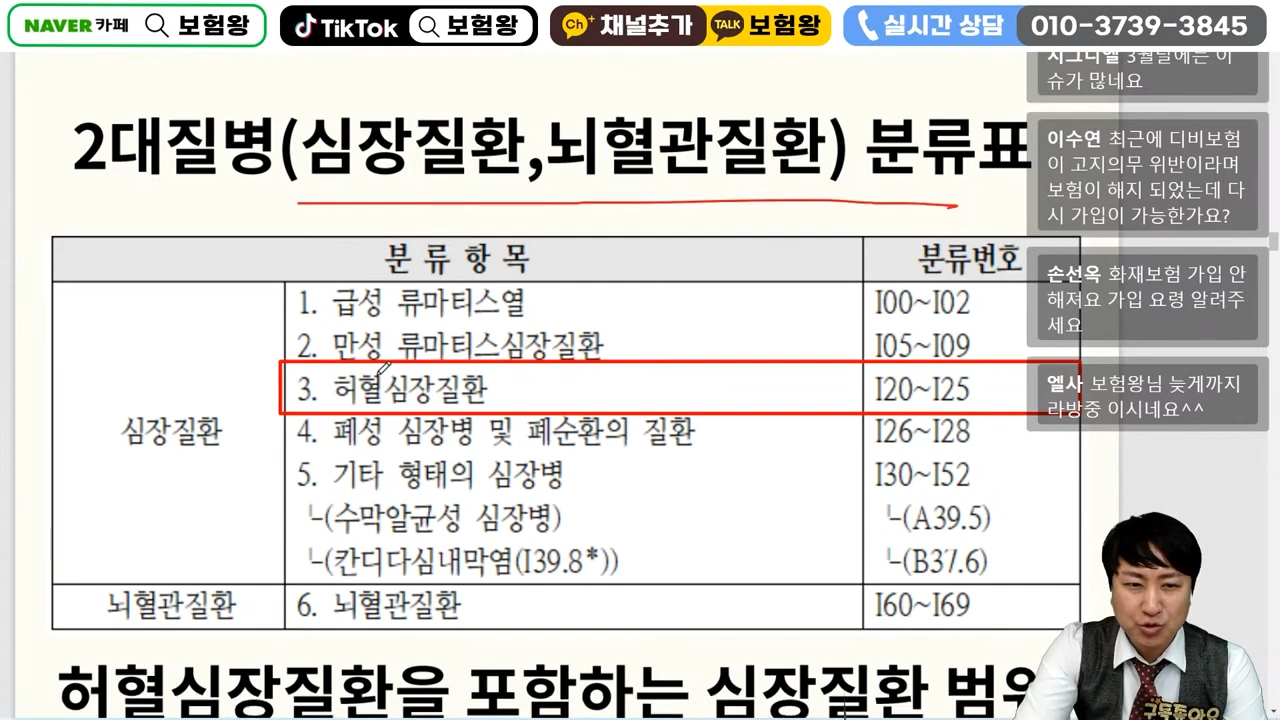 NAVER 카페 보험왕
TikTok 보험왕
Ch+ 채널추가 TALK 보험왕
실시간 상담 010-3739-3845
2대질병(심장질환,뇌혈관질환) 분류표
분 류 항 목 분류번호
심장질환
1. 급성 류마티스열 I00~I02
2. 만성 류마티스심장질환 I05~I09
3. 허혈심장질환 I20~I25
4. 폐성 심장병 및 폐순환의 질환 I26~I28
5. 기타 형태의 심장병 I30~I52
└(수막알균성 심장병) └(A39.5)
└(칸디다심내막염(I39.8*)) └(B37.6)
뇌혈관질환 6. 뇌혈관질환 I60~I69
허혈심장질환을 포함하는 심장질환 범위
3월달에는 이
슈가 많네요
이수연 최근에 디비보험
이 고지의무 위반이라며
보험이 해지 되었는데 다
시 가입이 가능한가요?
손선옥 화재보험 가입 안
해져요 가입 요령 알려주
세요
엘사 보험왕님 늦게까지
라방중 이시네요^^